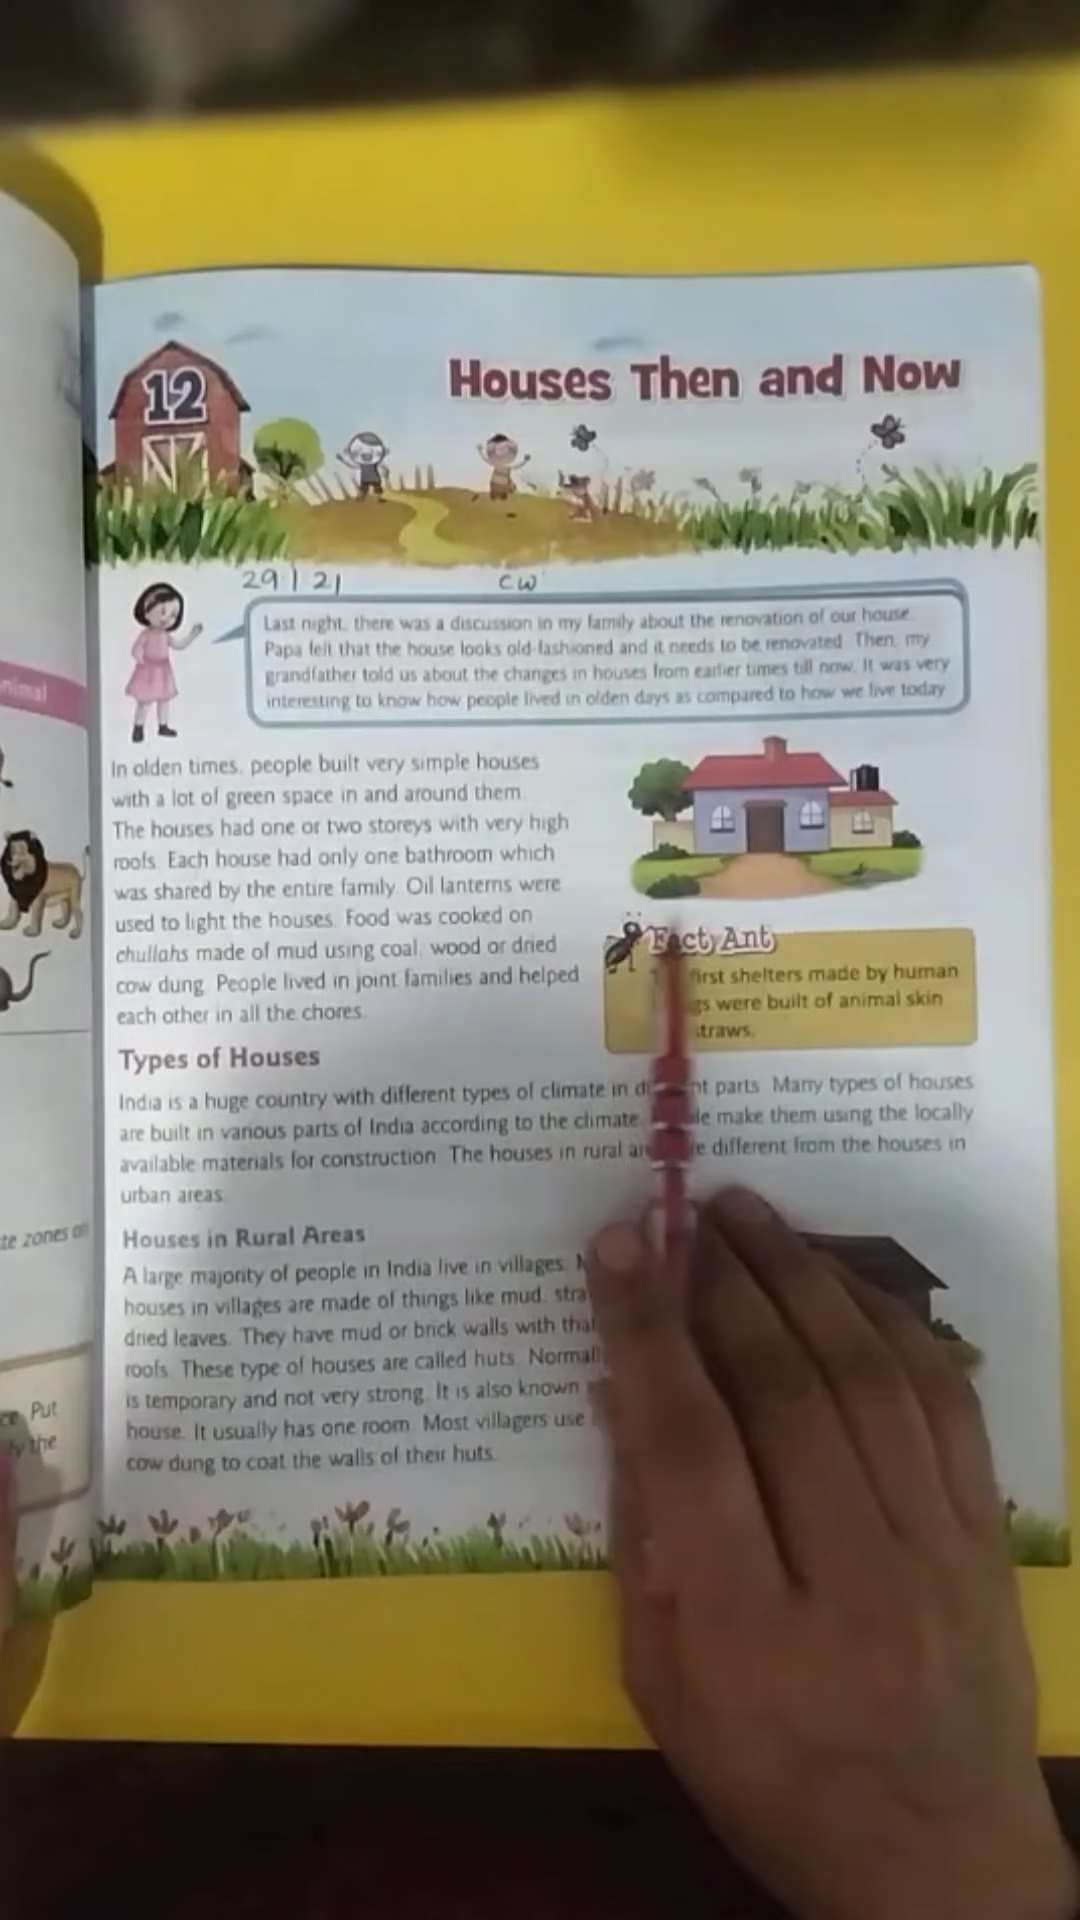 12
Houses Then and Now
29 1 21 CW
Last night, there was a discussion in my family about the renovation of our house.
Papa felt that the house looks old-fashioned and it needs to be renovated. Then, my
grandfather told us about the changes in houses from earlier times till now. It was very
interesting to know how people lived in olden days as compared to how we live today
In olden times, people built very simple houses
with a lot of green space in and around them.
The houses had one or two storeys with very high
roofs. Each house had only one bathroom which
was shared by the entire family. Oil lanterns were
used to light the houses. Food was cooked on
chullahs made of mud using coal, wood or dried
cow dung. People lived in joint families and helped
each other in all the chores.
Fact Ant
first shelters made by human
were built of animal skin
straws.
Types of Houses
India is a huge country with different types of climate in parts. Many types of houses
are built in various parts of India according to the climate. make them using the locally
available materials for construction. The houses in rural different from the houses in
urban areas.
Houses in Rural Areas
A large majority of people in India live in villages.
houses in villages are made of things like mud,
dried leaves. They have mud or brick walls with
roofs. These type of houses are called huts.
is temporary and not very strong. It is also known
house. It usually has one room. Most villagers use
cow dung to coat the walls of their huts.
nimal
zones on
Put
the